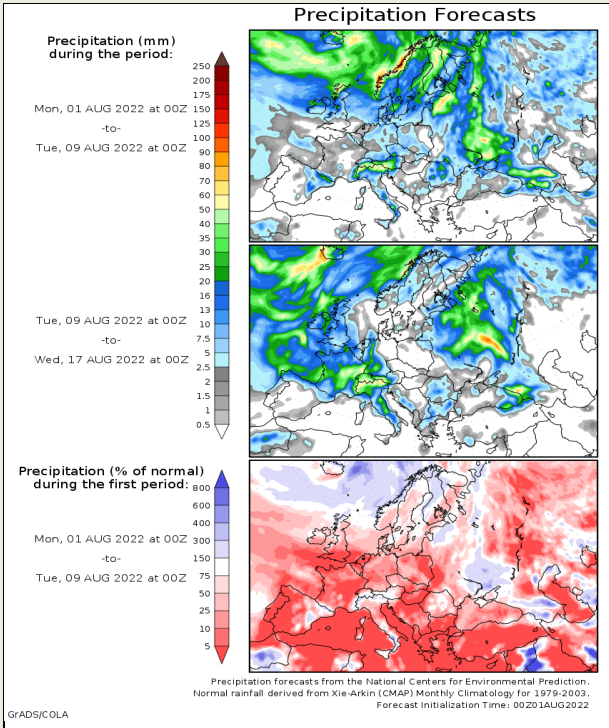 Precipitation Forecasts
Precipitation (mm)
during the period:
250
200
175
150
125
100
90
80
70
60
50
40
35
30
25
20
16
13
10
7.5
5
2.5
2
1.5
1
0.5
Mon, 01 AUG 2022 at 00Z
-to-
Tue, 09 AUG 2022 at 00Z
Tue, 09 AUG 2022 at 00Z
-to-
Wed, 17 AUG 2022 at 00Z
Precipitation (% of normal)
during the first period:
800
600
400
300
150
75
50
25
10
5
Mon, 01 AUG 2022 at 00Z
-to-
Tue, 09 AUG 2022 at 00Z
Precipitation forecasts from the National Centers for Environmental Prediction.
Normal rainfall derived from Xie-Arkin (CMAP) Monthly Climatology for 1979-2003.
Forecast Initialization Time: 00Z01AUG2022
GrADS/COLA